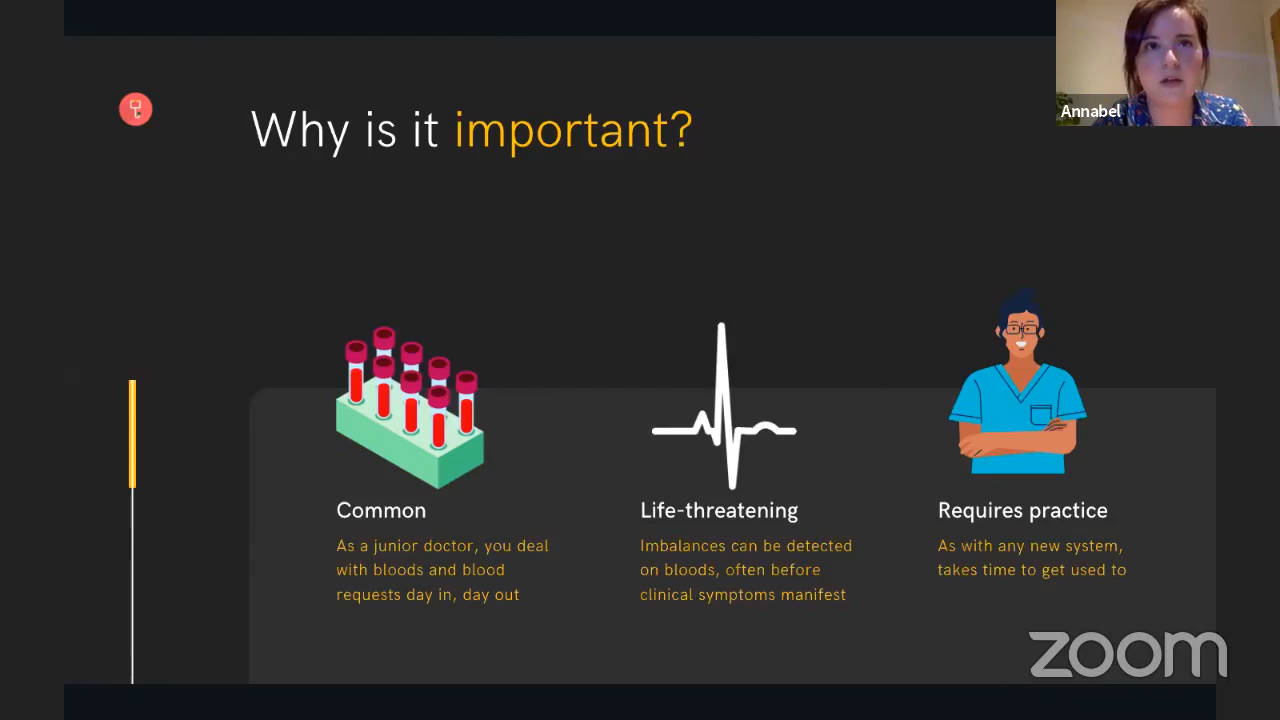 Annabel
Why is it important?
Common
As a junior doctor, you deal
with bloods and blood
requests day in, day out
Life-threatening
Imbalances can be detected
on bloods, often before
clinical symptoms manifest
Requires practice
As with any new system,
takes time to get used to
zoom